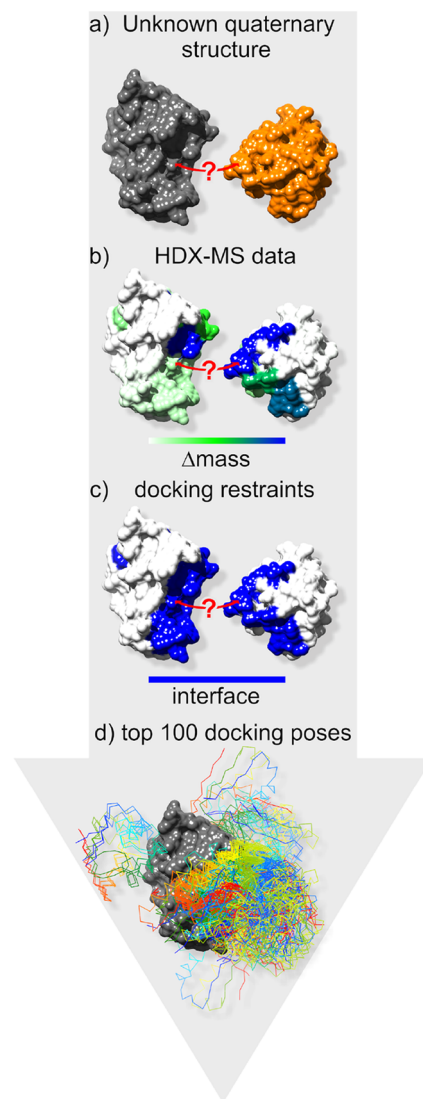 a) Unknown quaternary
structure
?
b) HDX-MS data
?
Δmass
c) docking restraints
?
interface
d) top 100 docking poses